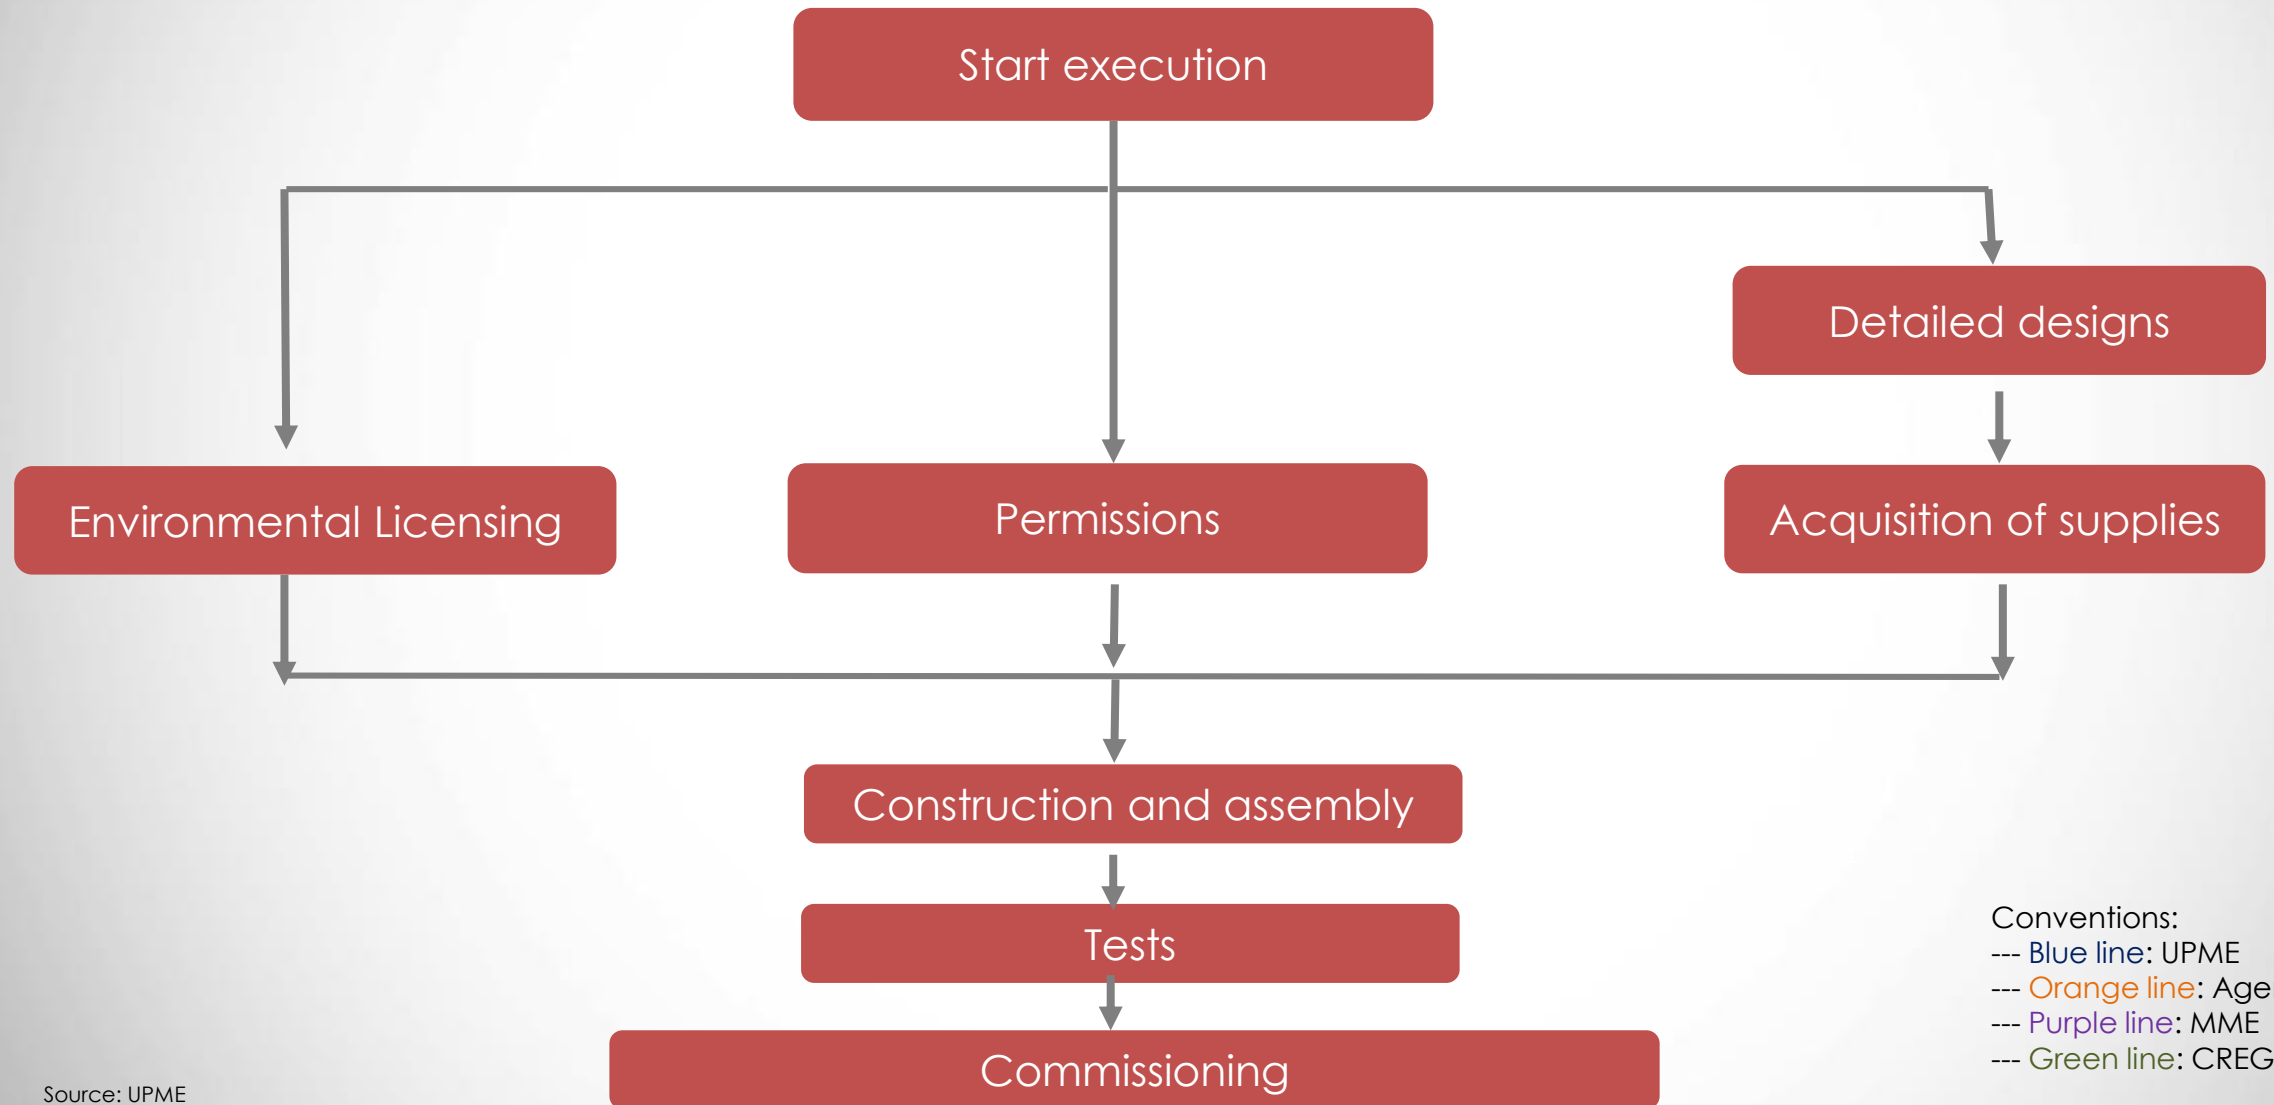 Start execution
Detailed designs
Environmental Licensing
Permissions
Acquisition of supplies
Construction and assembly
Tests
Commissioning
Conventions:
--- Blue line: UPME
--- Orange line:
--- Purple line: MME
--- Green line: CREG
Source: UPME